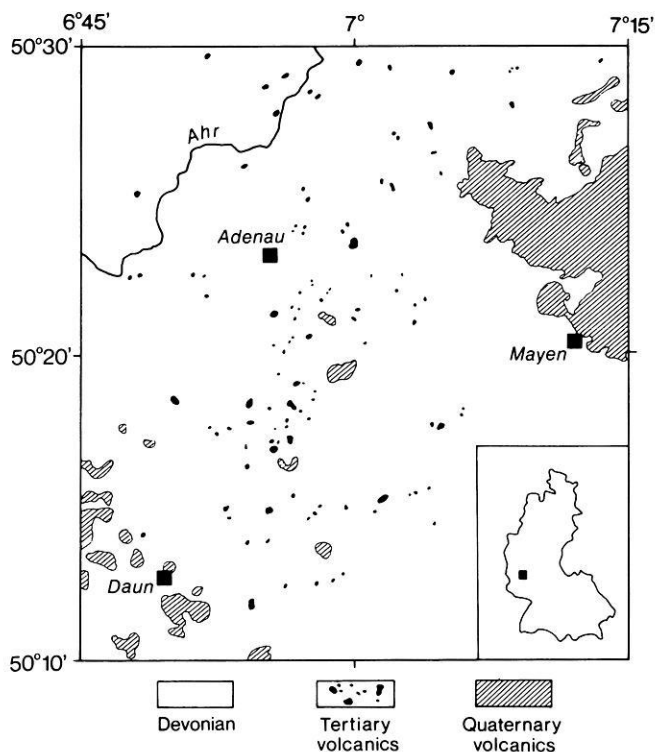 6°45' 7° 7°15'
50°30'
Ahr
Adenau
50°20'
Mayen
Daun
50°10'
Devonian Tertiary volcanics Quaternary volcanics